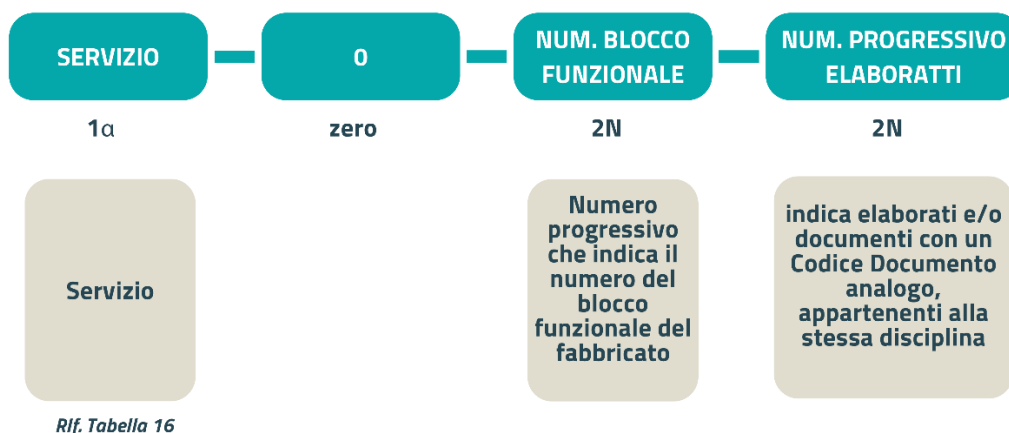 SERVIZIO
0
NUM. BLOCCO
FUNZIONALE
NUM. PROGRESSIVO
ELABORATTI
1α
zero
2N
2N
Servizio
Numero
progressivo
che indica il
numero del
blocco
funzionale del
fabbricato
indica elaborati e/o
documenti con un
Codice Documento
analogo,
appartenenti alla
stessa disciplina
RIf. Tabella 16